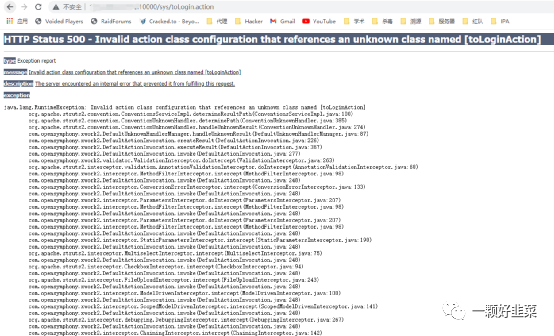 不安全 :10000/sys/toLogin.action
应用 Voided Players RaidForums Cracked.to - Beyo... 代理 Hacker Gmail YouTube 学术 杀毒 溯源 服务器 红队 IPA
HTTP Status 500 - Invalid action class configuration that references an unknown class named [toLoginAction]
type Exception report
message Invalid action class configuration that references an unknown class named [toLoginAction]
description The server encountered an internal error that prevented it from fulfilling this request.
exception
java.lang.RuntimeException: Invalid action class configuration that references an unknown class named [toLoginAction]
org.apache.struts2.convention.ConventionsServiceImpl.determineResultPath(ConventionsServiceImpl.java:100)
org.apache.struts2.convention.ConventionUnknownHandler.determinePath(ConventionUnknownHandler.java:385)
org.apache.struts2.convention.ConventionUnknownHandler.handleUnknownResult(ConventionUnknownHandler.java:274)
com.opensymphony.xwork2.DefaultUnknownHandlerManager.handleUnknownResult(DefaultUnknownHandlerManager.java:87)
com.opensymphony.xwork2.DefaultActionInvocation.createResult(DefaultActionInvocation.java:226)
com.opensymphony.xwork2.DefaultActionInvocation.executeResult(DefaultActionInvocation.java:367)
com.opensymphony.xwork2.DefaultActionInvocation.invoke(DefaultActionInvocation.java:277)
com.opensymphony.xwork2.validator.ValidationInterceptor.doIntercept(ValidationInterceptor.java:263)
org.apache.struts2.interceptor.validation.AnnotationValidationInterceptor.doIntercept(AnnotationValidationInterceptor.java:68)
com.opensymphony.xwork2.interceptor.MethodFilterInterceptor.intercept(MethodFilterInterceptor.java:98)
com.opensymphony.xwork2.DefaultActionInvocation.invoke(DefaultActionInvocation.java:248)
com.opensymphony.xwork2.interceptor.ConversionErrorInterceptor.intercept(ConversionErrorInterceptor.java:133)
com.opensymphony.xwork2.DefaultActionInvocation.invoke(DefaultActionInvocation.java:248)
com.opensymphony.xwork2.interceptor.ParametersInterceptor.doIntercept(ParametersInterceptor.java:207)
com.opensymphony.xwork2.interceptor.MethodFilterInterceptor.intercept(MethodFilterInterceptor.java:98)
com.opensymphony.xwork2.DefaultActionInvocation.invoke(DefaultActionInvocation.java:248)
com.opensymphony.xwork2.interceptor.ParametersInterceptor.doIntercept(ParametersInterceptor.java:207)
com.opensymphony.xwork2.interceptor.MethodFilterInterceptor.intercept(MethodFilterInterceptor.java:98)
com.opensymphony.xwork2.DefaultActionInvocation.invoke(DefaultActionInvocation.java:248)
com.opensymphony.xwork2.interceptor.StaticParametersInterceptor.intercept(StaticParametersInterceptor.java:190)
com.opensymphony.xwork2.DefaultActionInvocation.invoke(DefaultActionInvocation.java:248)
org.apache.struts2.interceptor.MultiselectInterceptor.intercept(MultiselectInterceptor.java:75)
com.opensymphony.xwork2.DefaultActionInvocation.invoke(DefaultActionInvocation.java:248)
org.apache.struts2.interceptor.CheckboxInterceptor.intercept(CheckboxInterceptor.java:94)
com.opensymphony.xwork2.DefaultActionInvocation.invoke(DefaultActionInvocation.java:248)
org.apache.struts2.interceptor.FileUploadInterceptor.intercept(FileUploadInterceptor.java:243)
com.opensymphony.xwork2.DefaultActionInvocation.invoke(DefaultActionInvocation.java:248)
com.opensymphony.xwork2.interceptor.ModelDrivenInterceptor.intercept(ModelDrivenInterceptor.java:100)
com.opensymphony.xwork2.DefaultActionInvocation.invoke(DefaultActionInvocation.java:248)
com.opensymphony.xwork2.interceptor.ScopedModelDrivenInterceptor.intercept(ScopedModelDrivenInterceptor.java:141)
com.opensymphony.xwork2.DefaultActionInvocation.invoke(DefaultActionInvocation.java:248)
org.apache.struts2.interceptor.debugging.DebuggingInterceptor.intercept(DebuggingInterceptor.java:267)
com.opensymphony.xwork2.DefaultActionInvocation.invoke(DefaultActionInvocation.java:248)
com.opensymphony.xwork2.interceptor.ChainingInterceptor.intercept(ChainingInterceptor.java:142)
一颗好韭菜